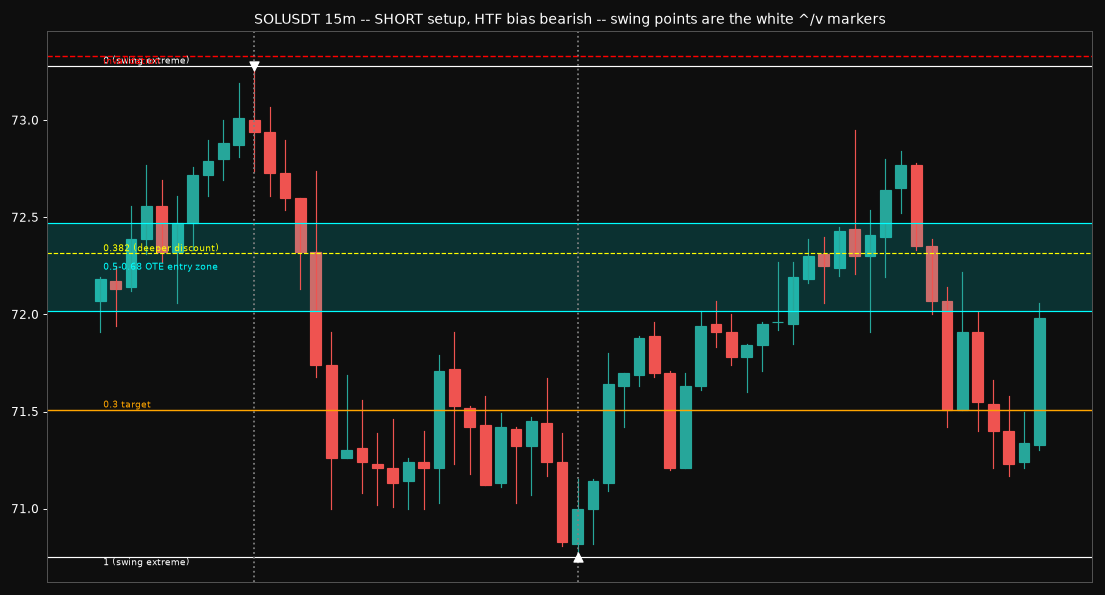 SOLUSDT 15m -- SHORT setup, HTF bias bearish -- swing points are the white ^/v markers
0 (swing extreme)
73.0
72.5
0.382 (deeper discount)
0.5-0.68 OTE entry zone
72.0
71.5
0.3 target
71.0
1 (swing extreme)